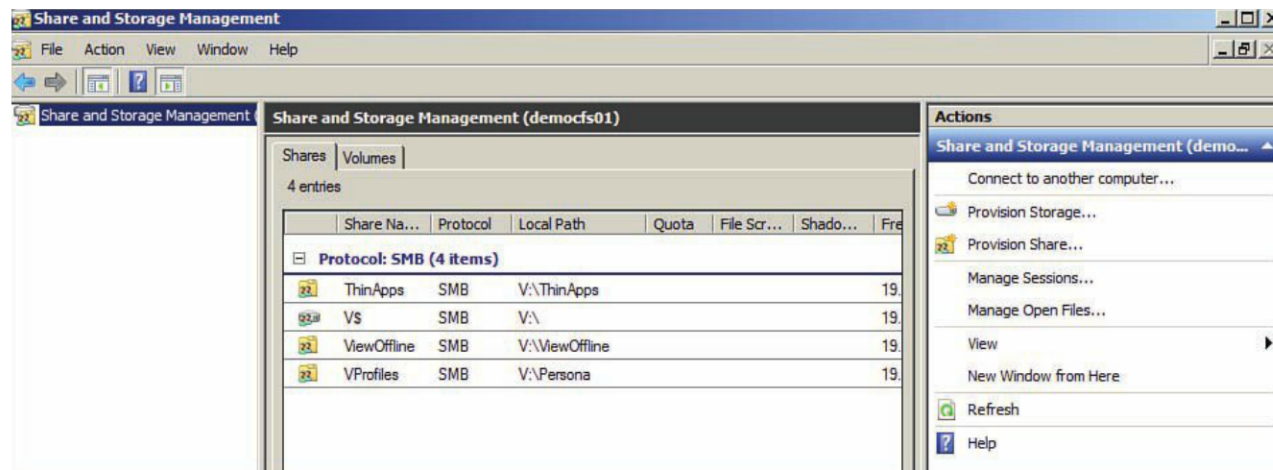 Share and Storage Management
File Action View Window Help
Share and Storage Management (
Share and Storage Management (democfs01)
Shares Volumes
4 entries
Share Na... Protocol Local Path Quota File Scr... Shado... Fre
Protocol: SMB (4 items)
ThinApps SMB V:\ThinApps 19.
V$ SMB V:\ 19.
ViewOffline SMB V:\ViewOffline 19.
VProfiles SMB V:\Persona 19.
Actions
Share and Storage Management (demo...
Connect to another computer...
Provision Storage...
Provision Share...
Manage Sessions...
Manage Open Files...
View
New Window from Here
Refresh
Help